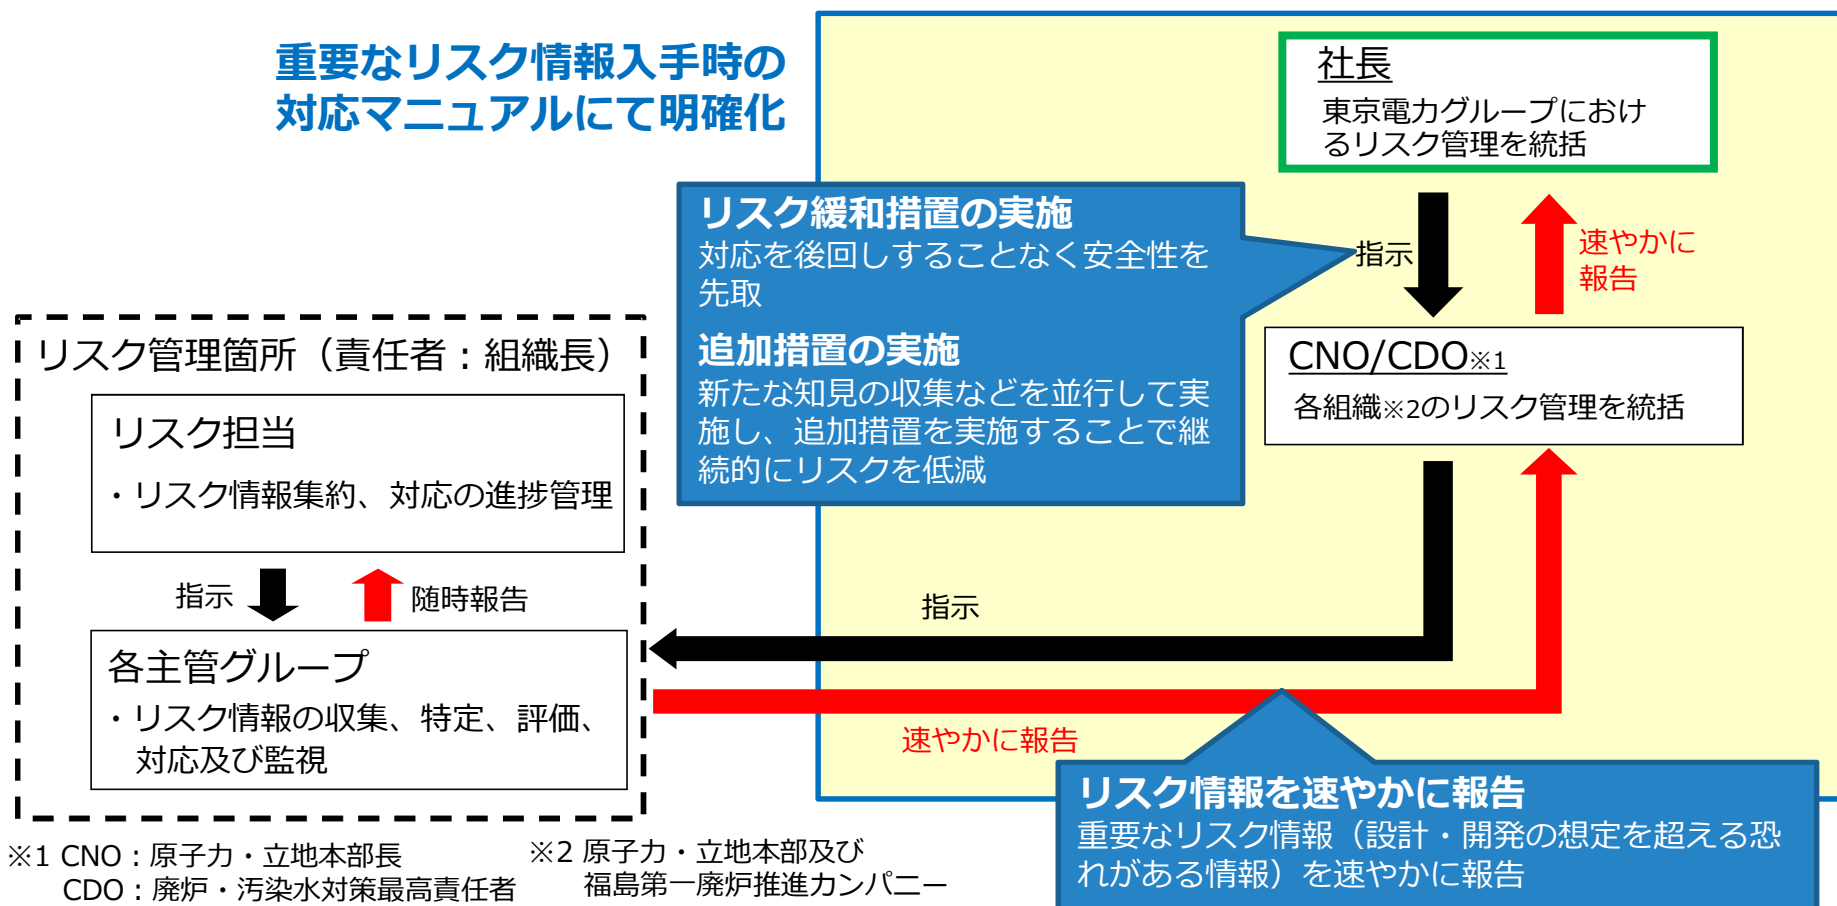 重要なリスク情報入手時の
対応マニュアルにて明確化
社長
東京電力グループにおけ
るリスク管理を統括
リスク緩和措置の実施
対応を後回しすることなく安全性を
先取
追加措置の実施
新たな知見の収集などを並行して実
施し、追加措置を実施することで継
続的にリスクを低減
指示
速やかに
報告
CNO/CDO※1
各組織※2のリスク管理を統括
リスク管理箇所（責任者：組織長）
リスク担当
・リスク情報集約、対応の進捗管理
指示
随時報告
各主管グループ
・リスク情報の収集、特定、評価、
対応及び監視
指示
速やかに報告
リスク情報を速やかに報告
重要なリスク情報（設計・開発の想定を超える恐
れがある情報）を速やかに報告
※1 CNO：原子力・立地本部長
CDO：廃炉・汚染水対策最高責任者
※2 原子力・立地本部及び
福島第一廃炉推進カンパニー